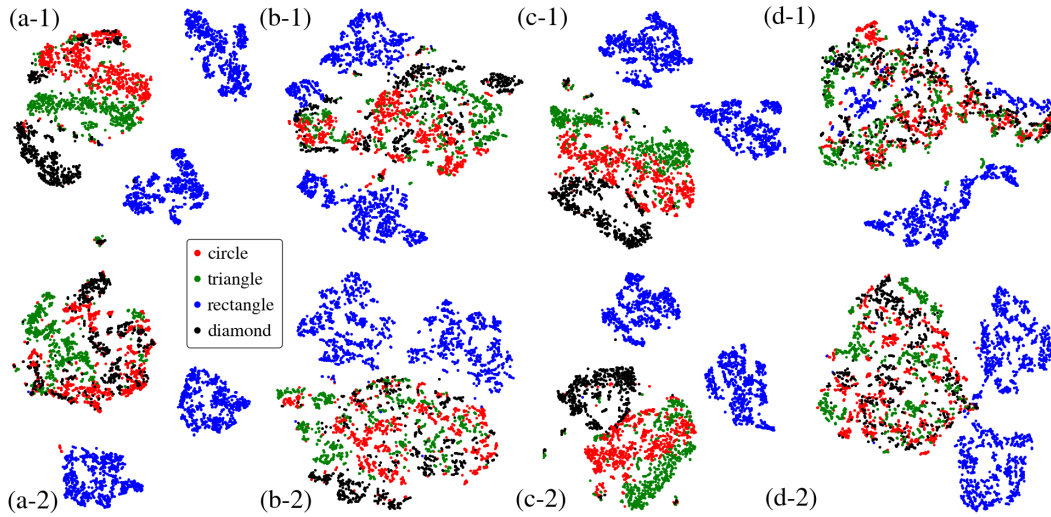 (a-1)
(b-1)
(c-1)
(d-1)
circle
triangle
rectangle
diamond
(a-2)
(b-2)
(c-2)
(d-2)